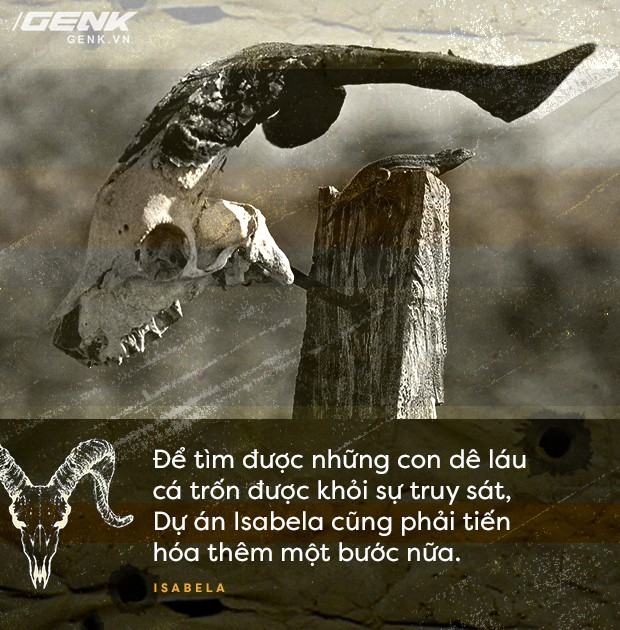 GENK
GENK.VN
Để tìm được những con dê láu
cá trốn được khỏi sự truy sát,
Dự án Isabela cũng phải tiến
hóa thêm một bước nữa.
ISABELA